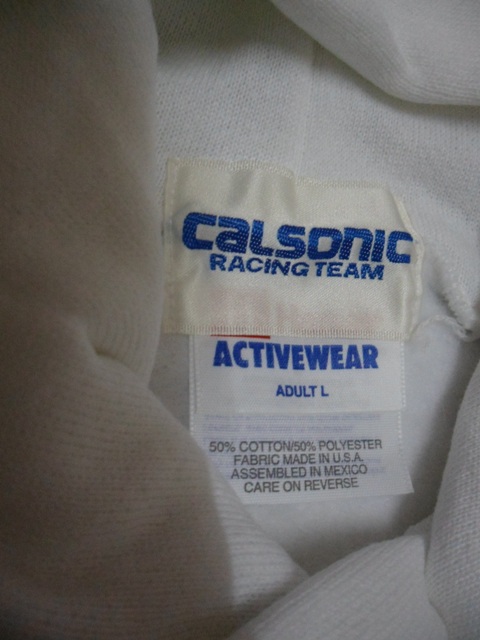 CALSONIC
RACING TEAM
ACTIVEWEAR
ADULT L
50% COTTON/50% POLYESTER
FABRIC MADE IN U.S.A.
ASSEMBLED IN MEXICO
CARE ON REVERSE